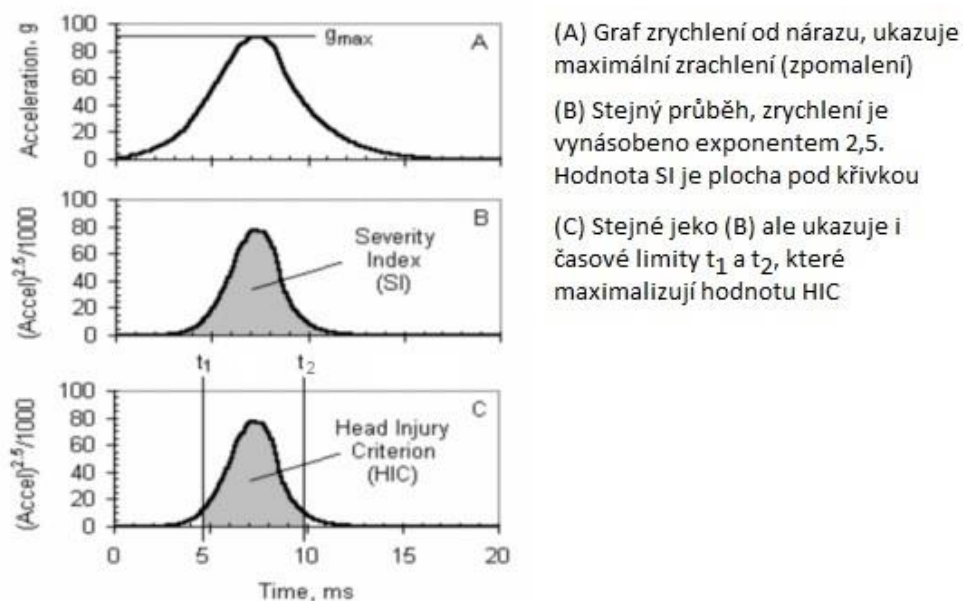 100
80
60
40
20
0
Acceleration, g
g max
A
0
10
20
(A) Graf zrychlení od nárazu, ukazuje
maximální zrachlení (zpomalení)
100
80
60
40
20
0
(Accel)2.5/1000
B
Severity
Index
(SI)
(B) Stejný průběh, zrychlení je
vynásobeno exponentem 2,5.
Hodnota SI je plocha pod křivkou
t1
t2
100
80
60
40
20
0
(Accel)2.5/1000
C
Head Injury
Criterion
(HIC)
0
5
10
15
20
Time, ms
(C) Stejné jeko (B) ale ukazuje i
časové limity t1 a t2, které
maximalizují hodnotu HIC